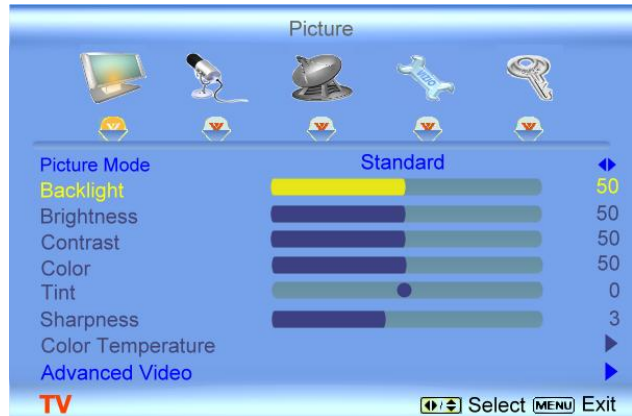 Picture
VIZIO
Picture Mode Standard
Backlight 50
Brightness 50
Contrast 50
Color 50
Tint 0
Sharpness 3
Color Temperature
Advanced Video
TV Select MENU Exit